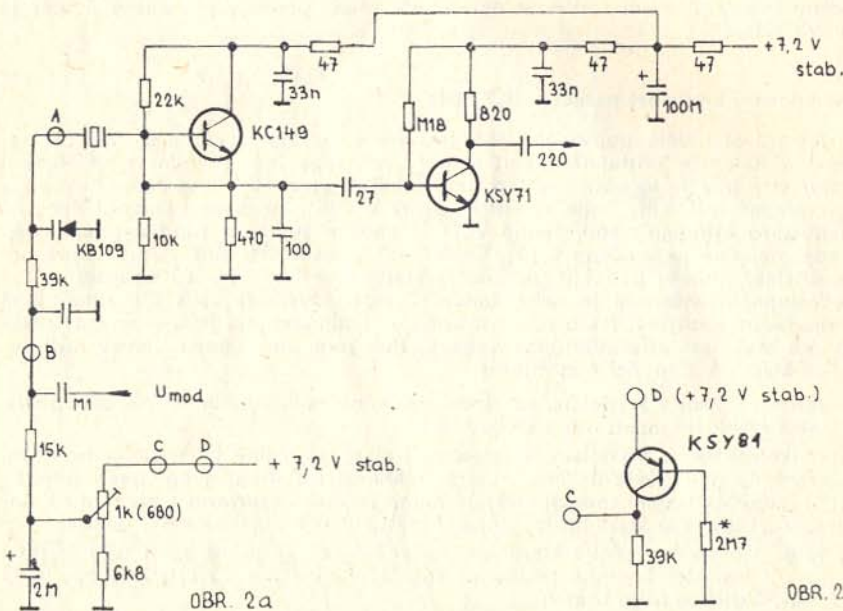 47
47
47
+7,2 V
stab.
33n
33n
100M
22k
M18
820
A
KC149
220
27
KSY71
KB109
10k
470
100
39k
B
M1
Umod
D (+7,2 V stab.)
KSY81
15k
C
D
+ 7,2 V stab.
C
1k (680)
*
39K
2M7
6k8
2M
OBR. 2a
OBR. 2